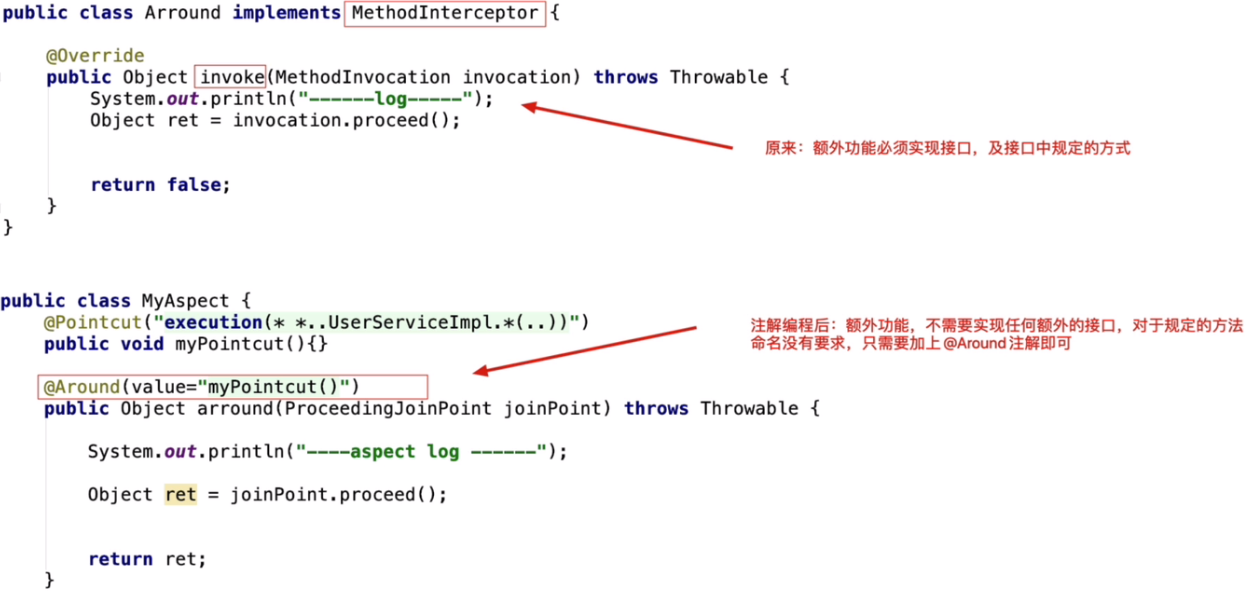 public class Arround implements MethodInterceptor {
@Override
public Object invoke(MethodInvocation invocation) throws Throwable {
System.out.println("------log-----");
Object ret = invocation.proceed();
原来：额外功能必须实现接口，及接口中规定的方式
return false;
}
}
public class MyAspect {
@Pointcut("execution(* *..UserServiceImpl.*(..))")
public void myPointcut(){}
注解编程后：额外功能，不需要实现任何额外的接口，对于规定的方法
命名没有要求，只需要加上@Around注解即可
@Around(value="myPointcut()")
public Object arround(ProceedingJoinPoint joinPoint) throws Throwable {
System.out.println("----aspect log ------");
Object ret = joinPoint.proceed();
return ret;
}